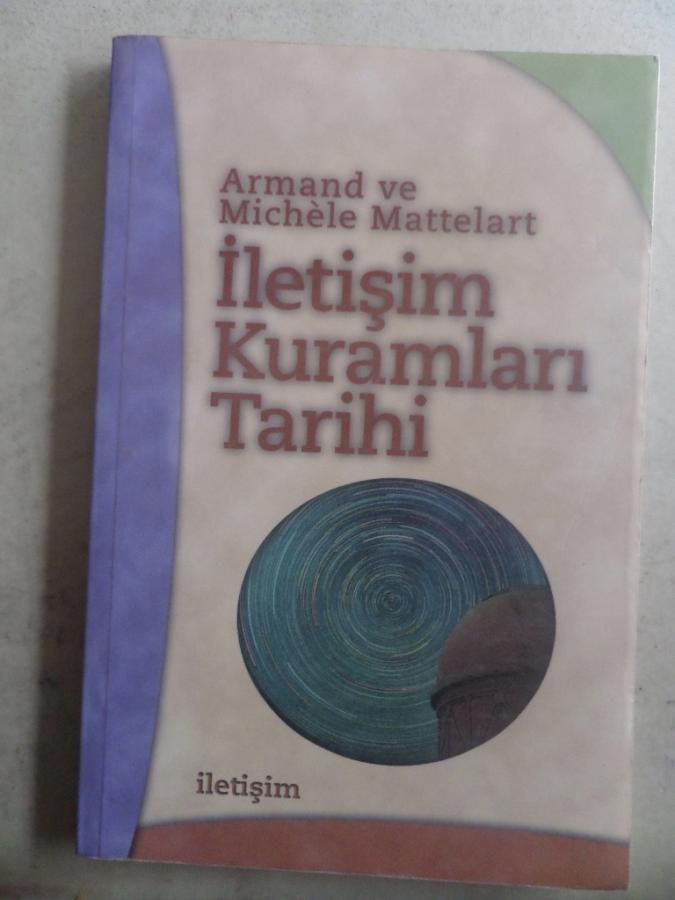 Armand ve
Michèle Mattelart
İletişim
Kuramları
Tarihi
iletişim